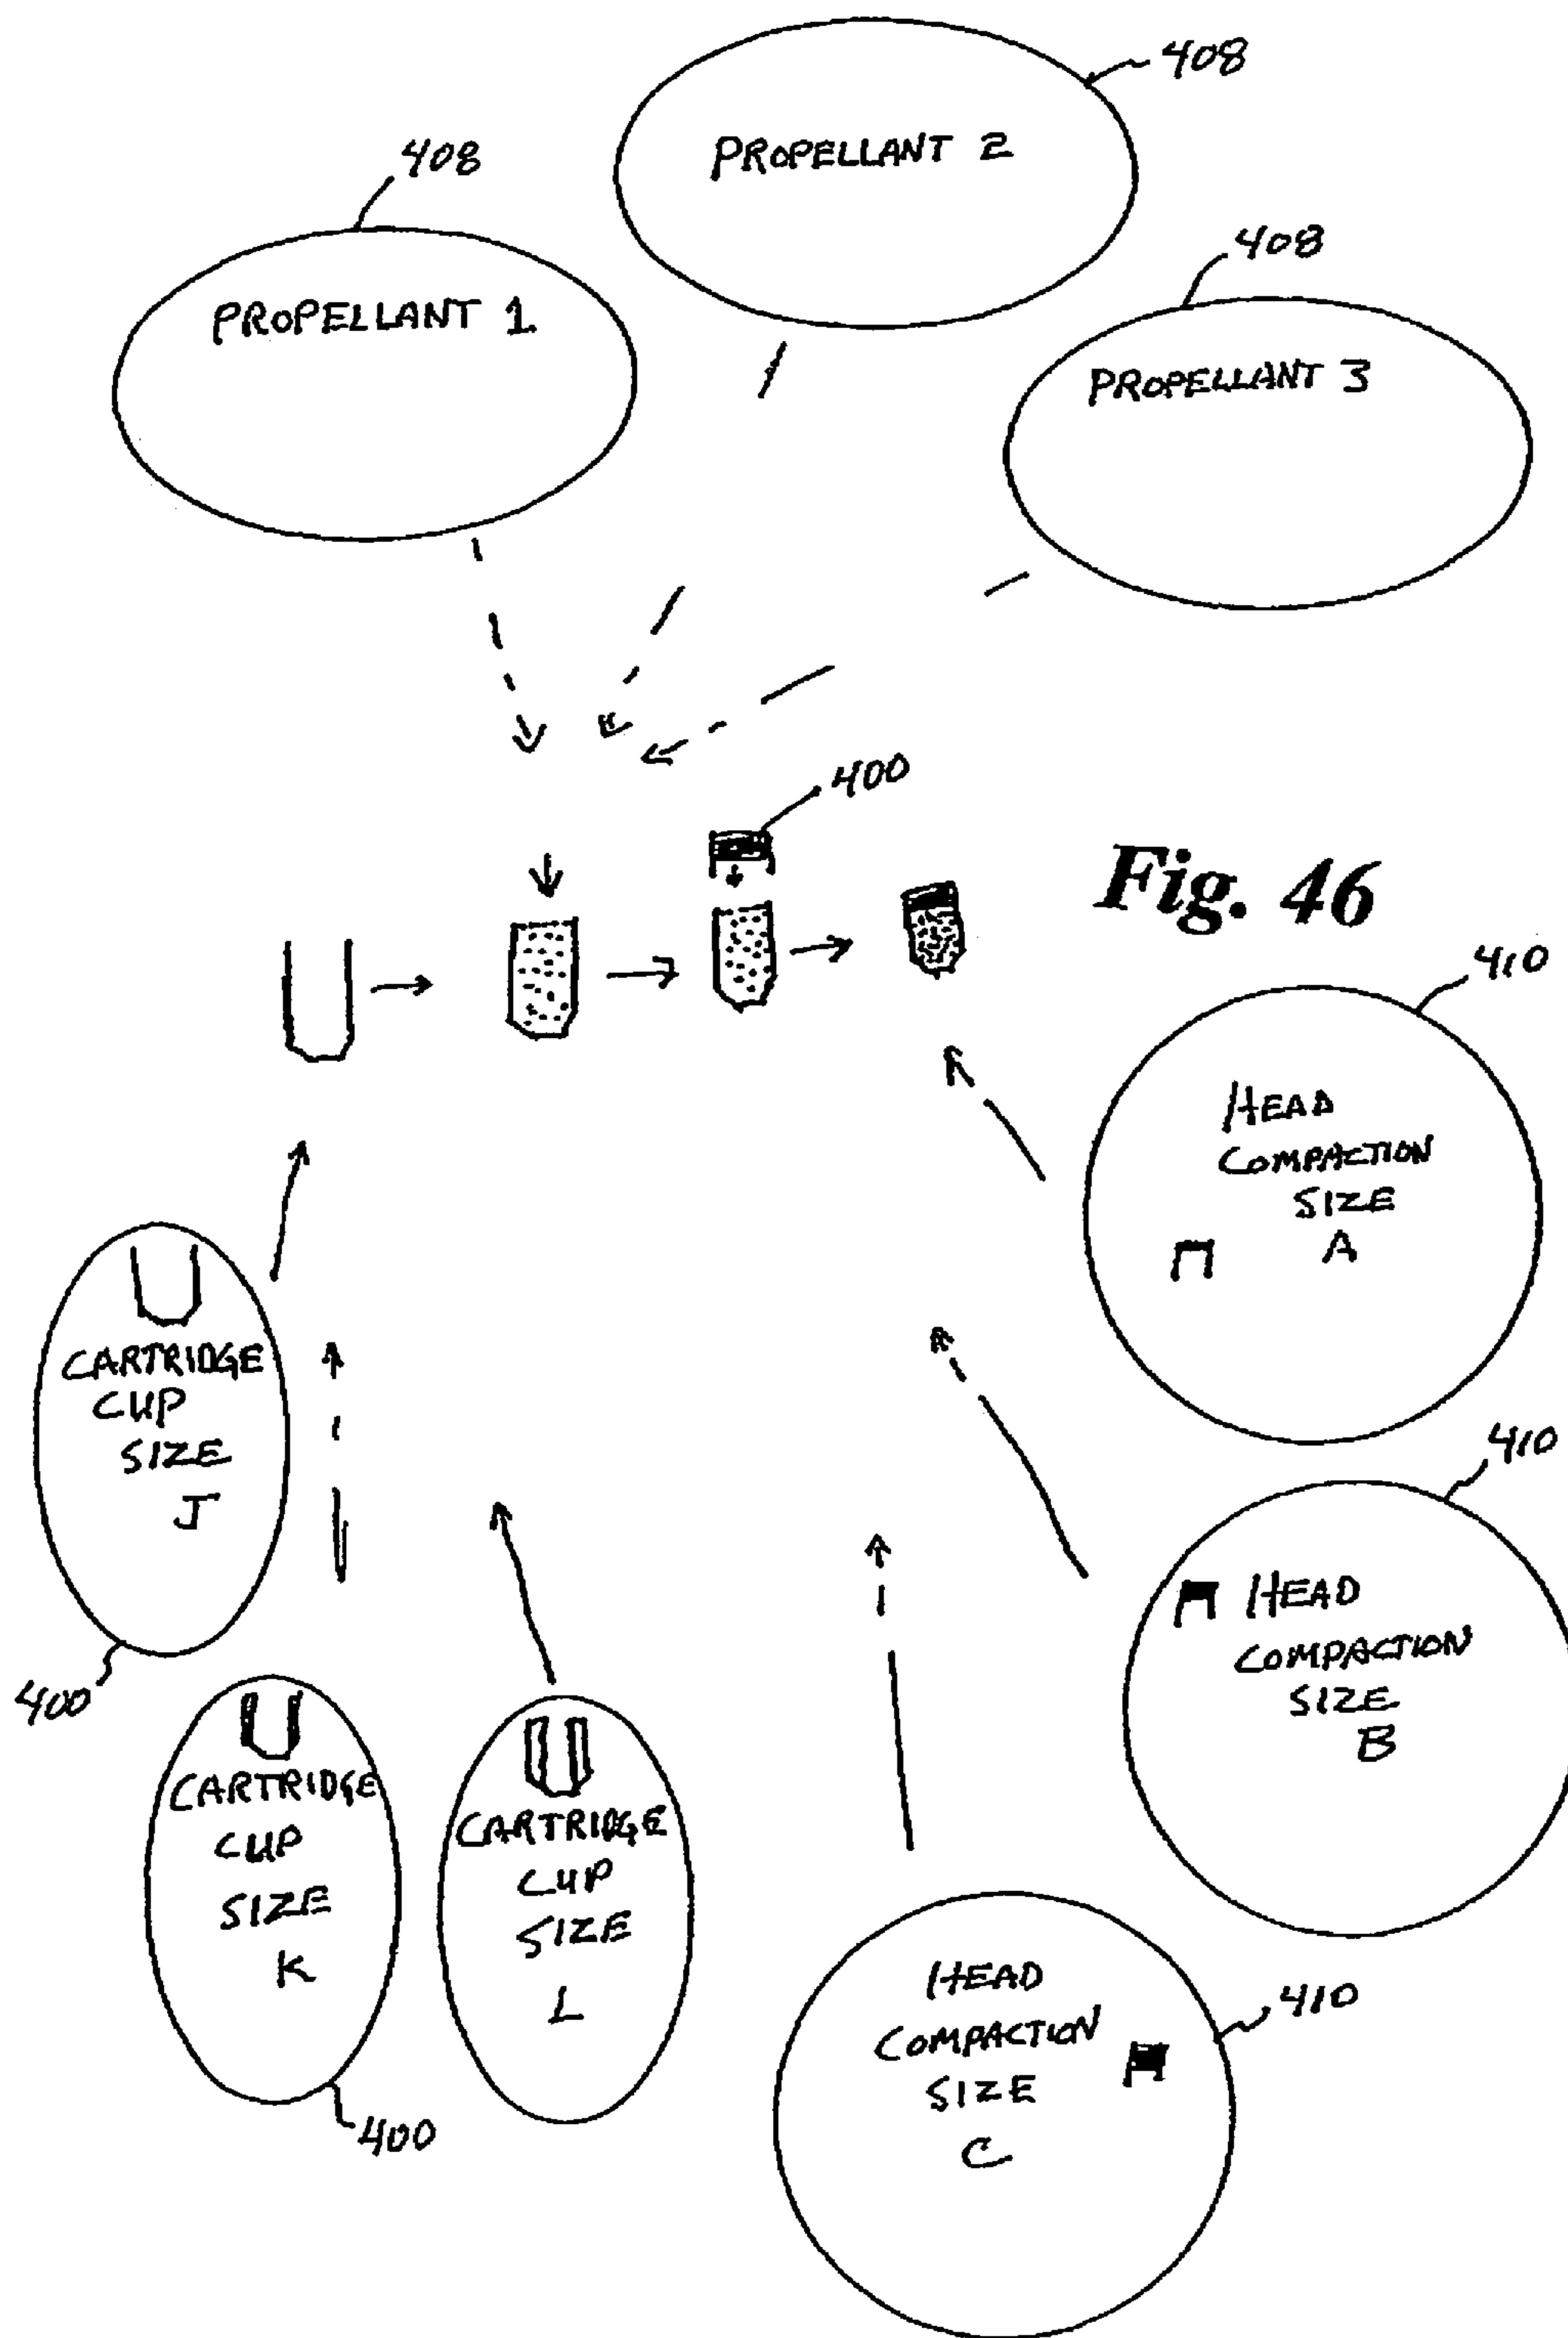 408
PROPELLANT 2
408
PROPELLANT 1
408
PROPELLANT 3
400
Fig. 46
410
HEAD
COMPACTION
SIZE
A
CARTRIDGE
CUP
SIZE
J
400
410
HEAD
COMPACTION
SIZE
B
CARTRIDGE
CUP
SIZE
K
400
CARTRIDGE
CUP
SIZE
L
HEAD
COMPACTION
SIZE
C
410